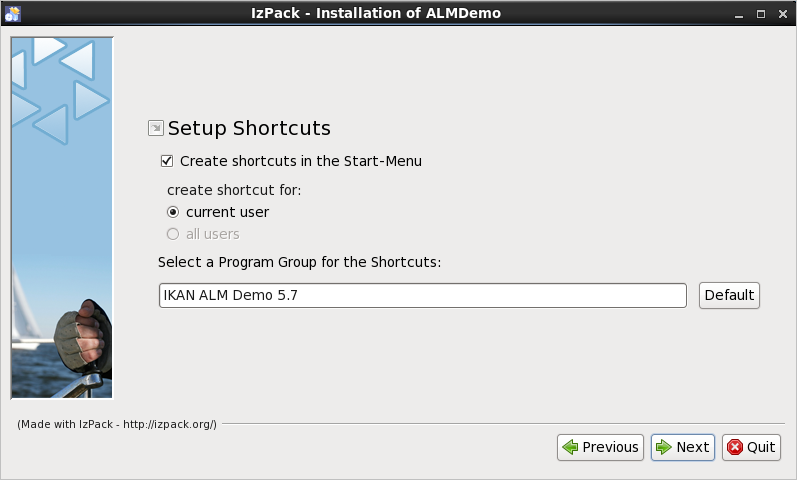 IzPack - Installation of ALMDemo
Setup Shortcuts
Create shortcuts in the Start-Menu
create shortcut for:
current user
all users
Select a Program Group for the Shortcuts:
IKAN ALM Demo 5.7
Default
(Made with IzPack - http://izpack.org/)
Previous
Next
Quit